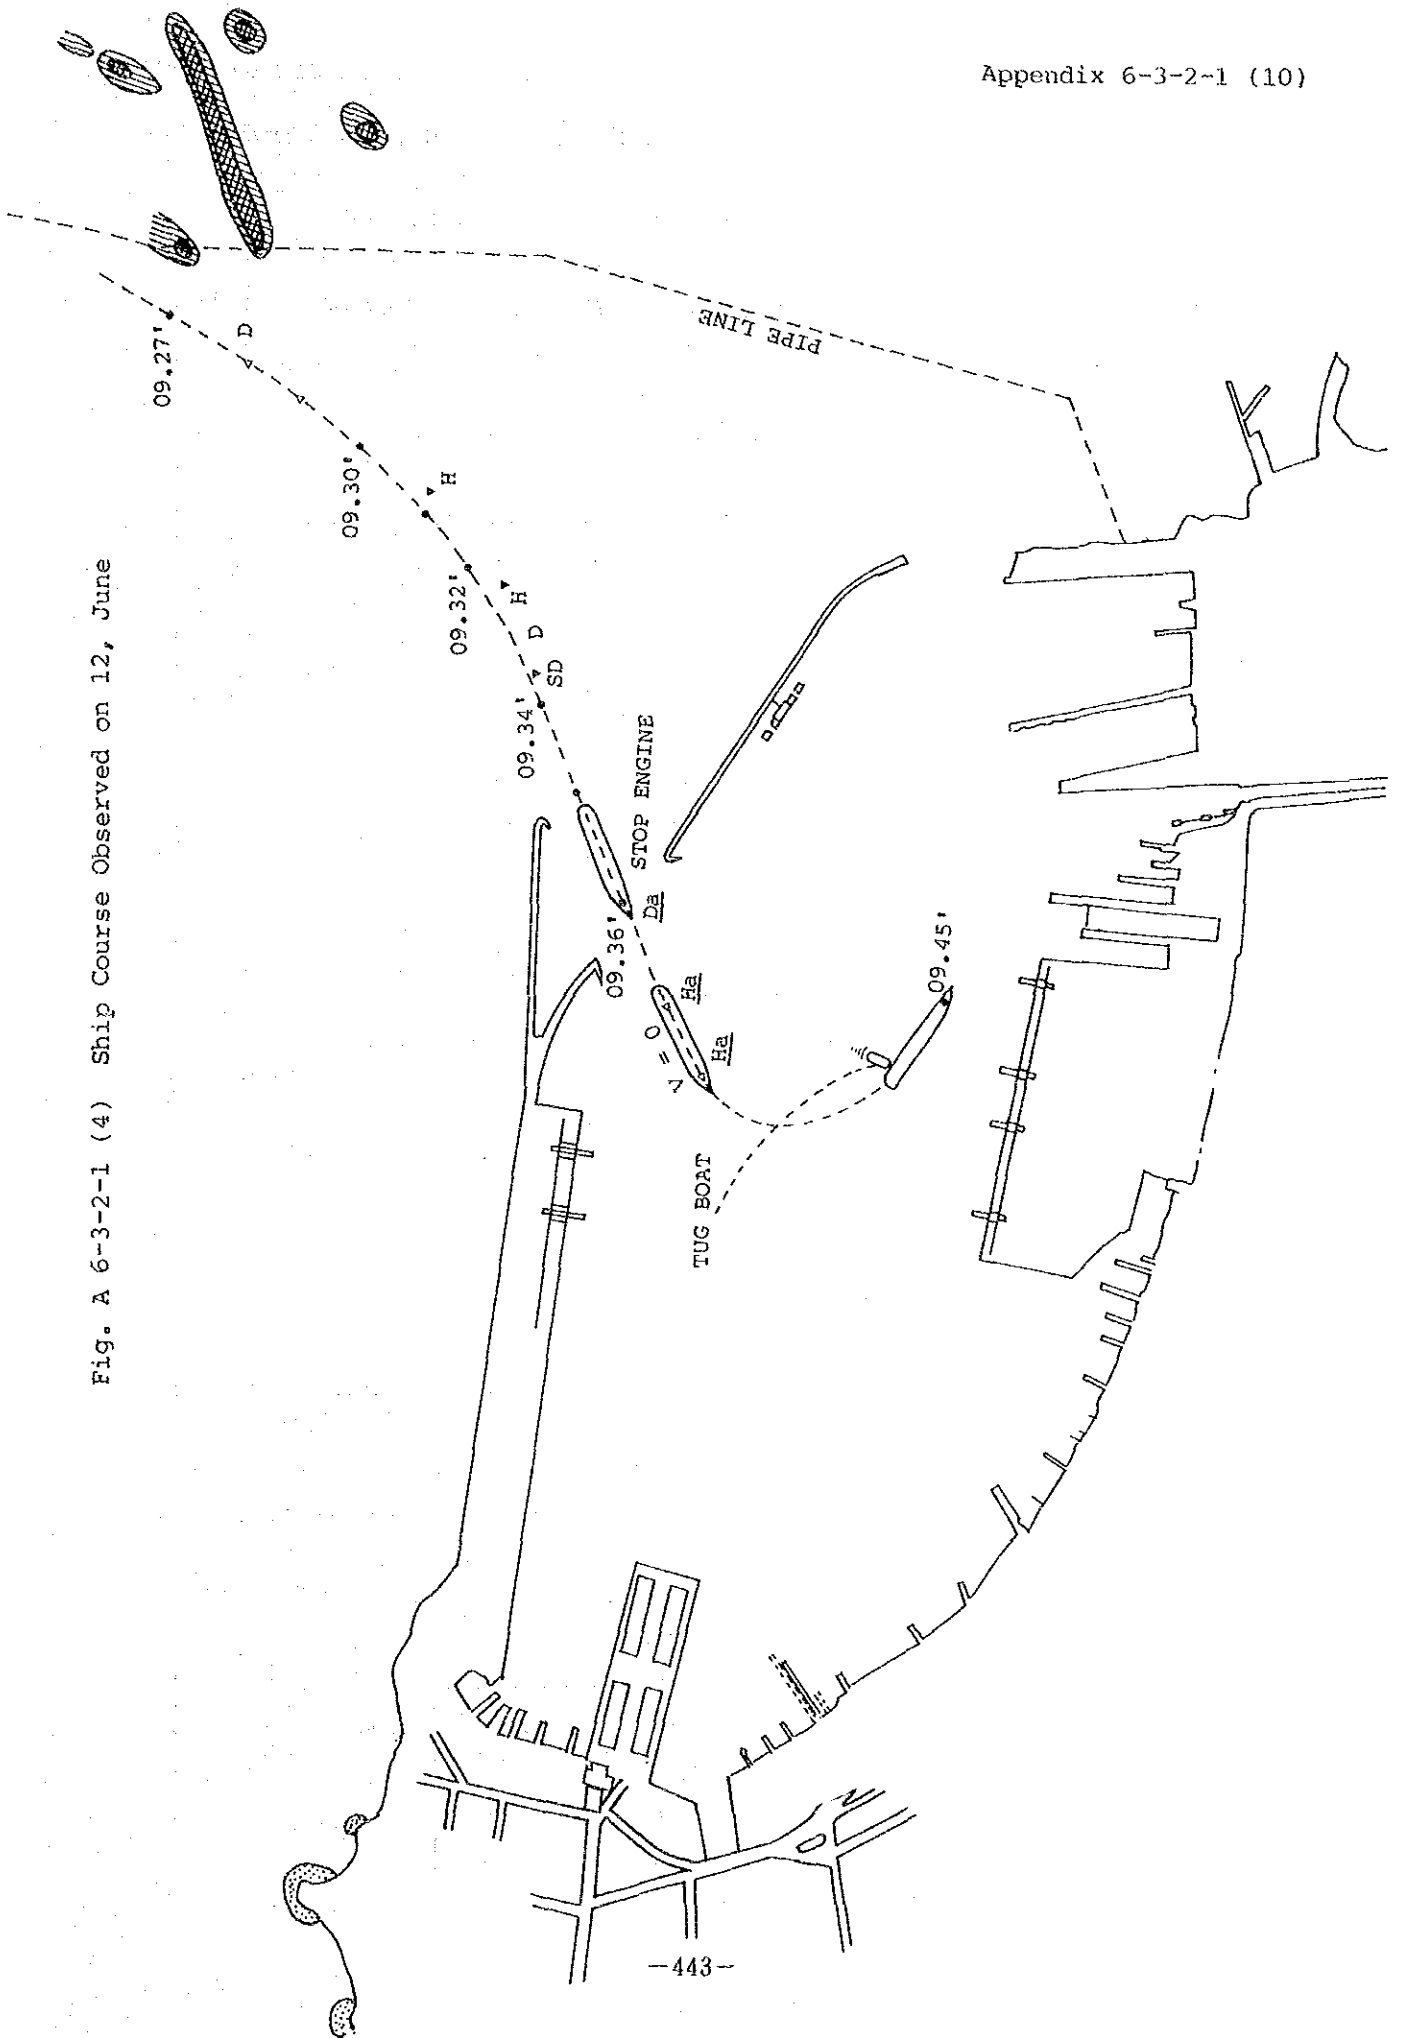 Appendix 6-3-2-1 (10)
Fig. A 6-3-2-1 (4) Ship Course Observed on 12, June
09.27'
D
09.30'
H
09.32'
H
D
09.34'
SD
STOP ENGINE
09.36'
Da
Ha
V = 0
Ha
09.45'
TUG BOAT
PIPE LINE
-443-